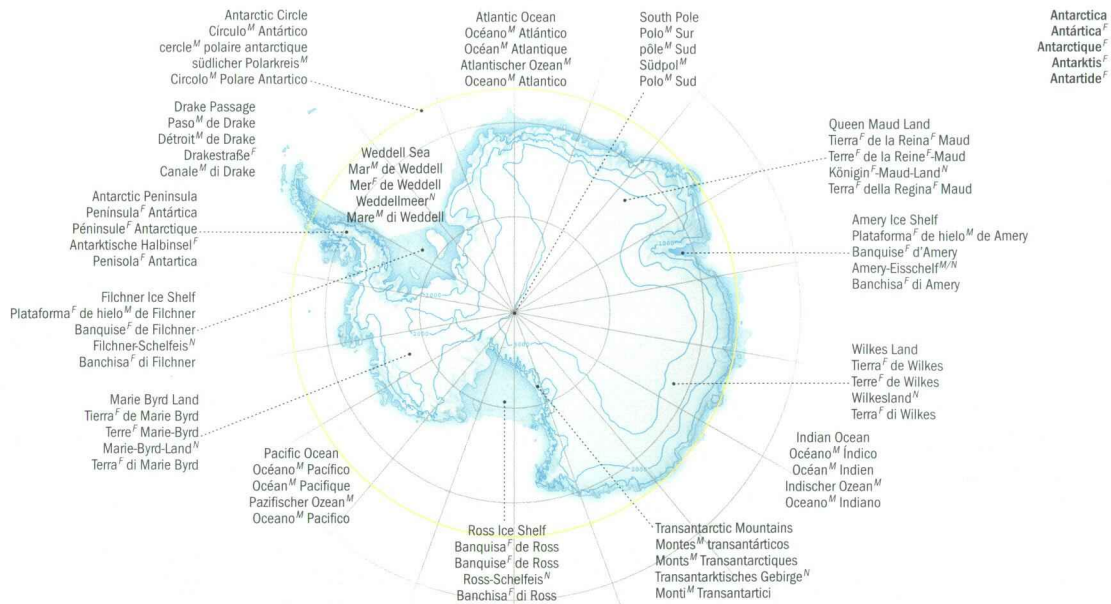 Antarctic Circle
Círculoᴹ Antártico
cercleᴹ polaire antarctique
südlicher Polarkreisᴹ
Circoloᴹ Polare Antartico
Atlantic Ocean
Océanoᴹ Atlántico
Océanᴹ Atlantique
Atlantischer Ozeanᴹ
Oceanoᴹ Atlantico
South Pole
Poloᴹ Sur
pôleᴹ Sud
Südpolᴹ
Poloᴹ Sud
Antarctica
Antárticaᶠ
Antarctiqueᶠ
Antarktisᶠ
Antartideᶠ
Drake Passage
Pasoᴹ de Drake
Détroitᴹ de Drake
Drakestraßeᶠ
Canaleᴹ di Drake
Weddell Sea
Marᴹ de Weddell
Merᶠ de Weddell
Weddellmeerᴺ
Mareᴹ di Weddell
Queen Maud Land
Tierraᶠ de la Reinaᶠ Maud
Terreᶠ de la Reineᶠ-Maud
Königinᶠ-Maud-Landᴺ
Terraᶠ della Reginaᶠ Maud
Antarctic Peninsula
Penínsulaᶠ Antártica
Péninsuleᶠ Antarctique
Antarktische Halbinselᶠ
Penisolaᶠ Antartica
Amery Ice Shelf
Plataformaᶠ de hieloᴹ de Amery
Banquiseᶠ d'Amery
Amery-Eisschelfᴹ/ᴺ
Banchisaᶠ di Amery
Filchner Ice Shelf
Plataformaᶠ de hieloᴹ de Filchner
Banquiseᶠ de Filchner
Filchner-Schelfeisᴺ
Banchisaᶠ di Filchner
Wilkes Land
Tierraᶠ de Wilkes
Terreᶠ de Wilkes
Wilkeslandᴺ
Terraᶠ di Wilkes
Marie Byrd Land
Tierraᶠ de Marie Byrd
Terreᶠ Marie-Byrd
Marie-Byrd-Landᴺ
Terraᶠ di Marie Byrd
Pacific Ocean
Océanoᴹ Pacífico
Océanᴹ Pacifique
Pazifischer Ozeanᴹ
Oceanoᴹ Pacifico
Indian Ocean
Océanoᴹ Índico
Océanᴹ Indien
Indischer Ozeanᴹ
Oceanoᴹ Indiano
Ross Ice Shelf
Banquisaᶠ de Ross
Banquiseᶠ de Ross
Ross-Schelfeisᴺ
Banchisaᶠ di Ross
Transantarctic Mountains
Montesᴹ transantárticos
Montsᴹ Transantarctiques
Transantarktisches Gebirgeᴺ
Montiᴹ Transantartici